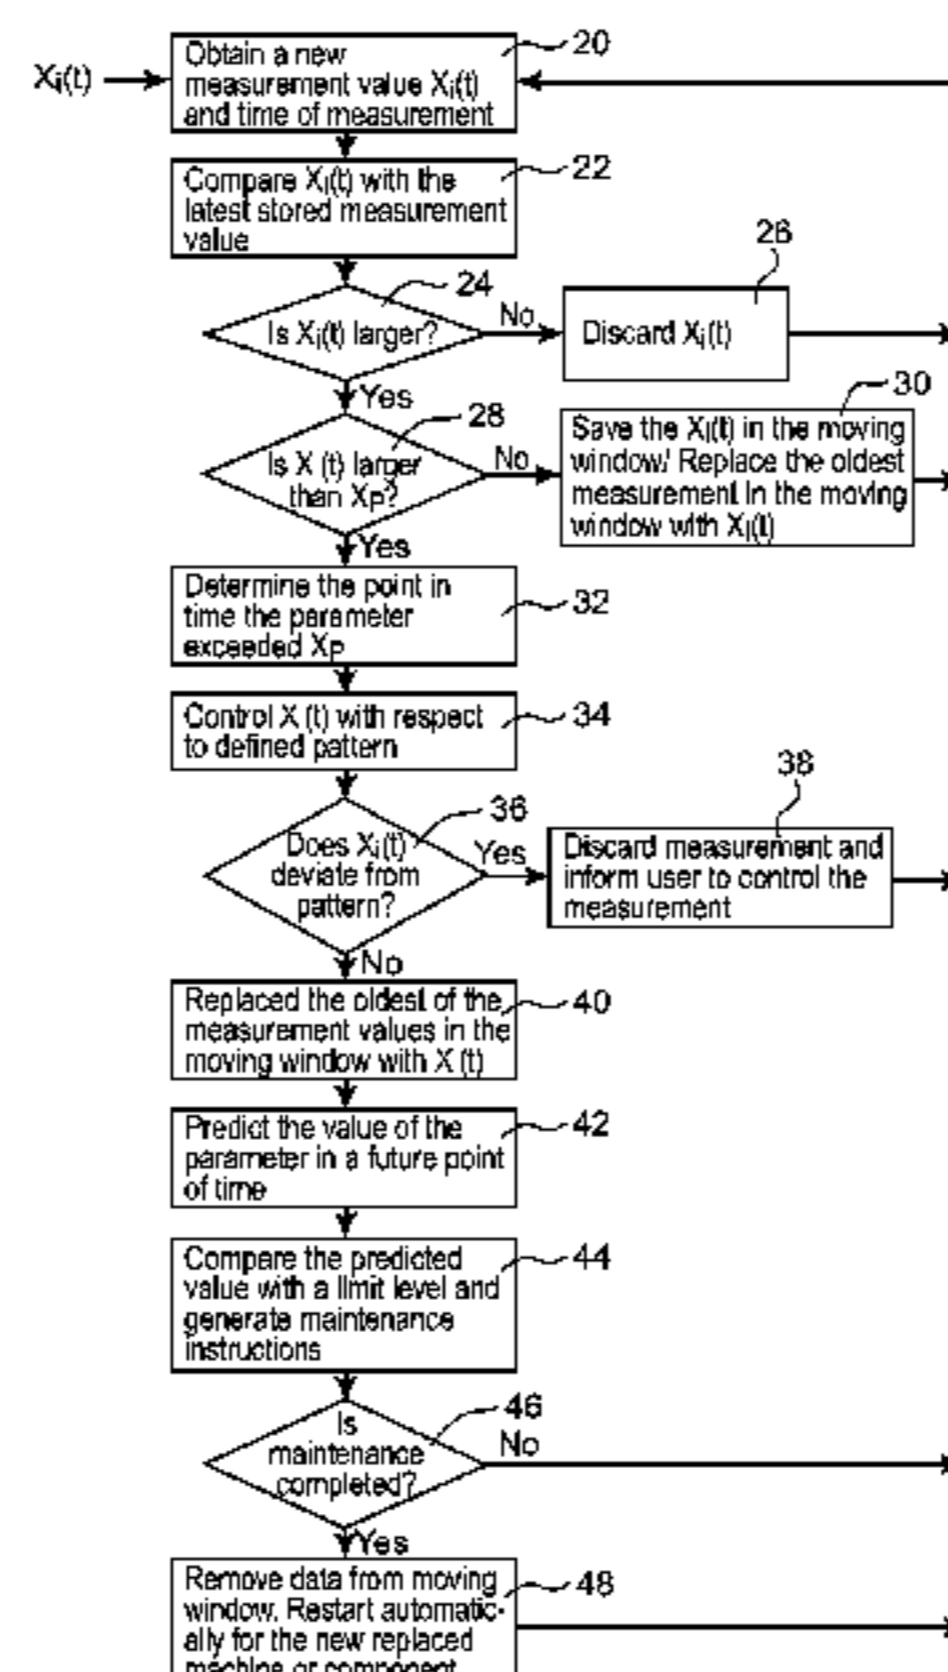 20
Obtain a new
Xi(t)
measurement value Xi(t)
and time of measurement
22
Compare Xi(t) with the
latest stored measurement
value
26
24
Is Xi(t) larger?
No
Discard Xi(t)
Yes
30
28
Save the Xi(t) in the moving
Is X (t) larger
than XP?
No
window/ Replace the oldest
measurement in the moving
window with Xi(t)
Yes
Determine the point in
time the parameter
exceeded XP
32
Control X (t) with respect
to defined pattern
34
38
36
Does Xi(t)
deviate from
pattern?
Yes
Discard measurement and
inform user to control the
measurement
No
Replaced the oldest of the
measurement values in the
moving window with X (t)
40
Predict the value of the
parameter in a future point
of time
42
Compare the predicted
value with a limit level and
generate maintenance
instructions
44
46
Is
maintenance
completed?
No
Yes
Remove data from moving
window. Restart automatic-
ally for the new replaced
machine or component
48